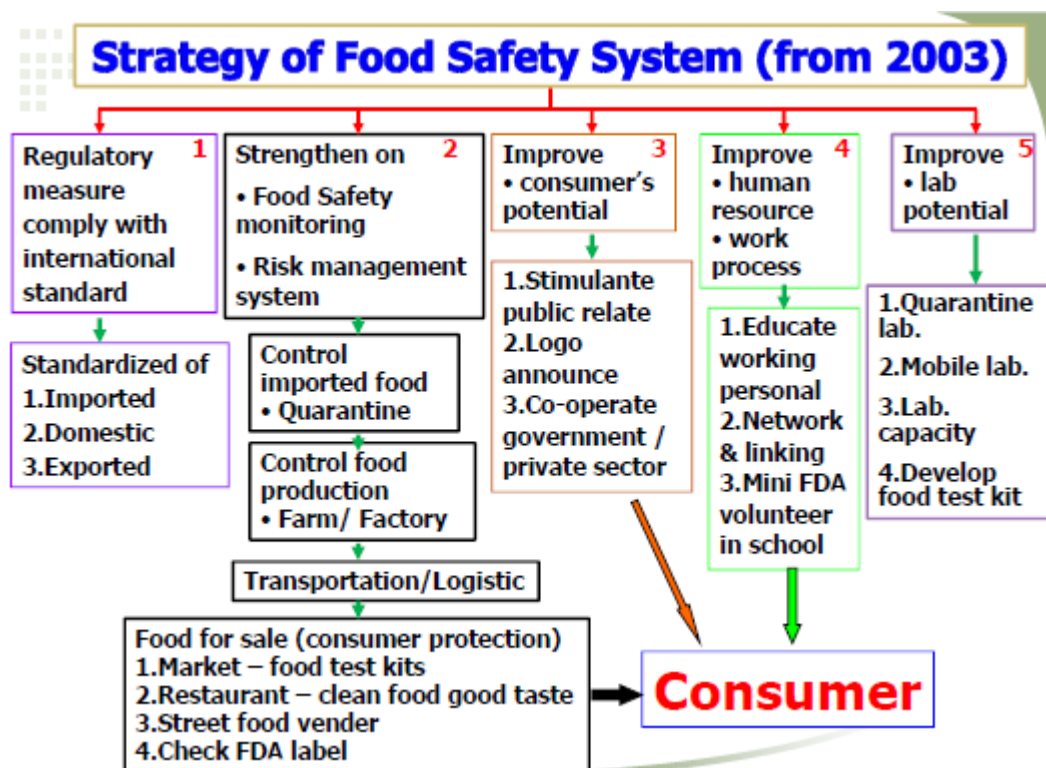 Strategy of Food Safety System (from 2003)
Regulatory 1
measure
comply with
international
standard
Standardized of
1.Imported
2.Domestic
3.Exported
Strengthen on 2
• Food Safety
monitoring
• Risk management
system
Control
imported food
• Quarantine
Control food
production
• Farm/ Factory
Transportation/Logistic
Food for sale (consumer protection)
1.Market – food test kits
2.Restaurant – clean food good taste
3.Street food vender
4.Check FDA label
Improve 3
• consumer's
potential
1.Stimulante
public relate
2.Logo
announce
3.Co-operate
government /
private sector
Improve 4
• human
resource
• work
process
1.Educate
working
personal
2.Network
& linking
3.Mini FDA
volunteer
in school
Improve 5
• lab
potential
1.Quarantine
lab.
2.Mobile lab.
3.Lab.
capacity
4.Develop
food test kit
Consumer